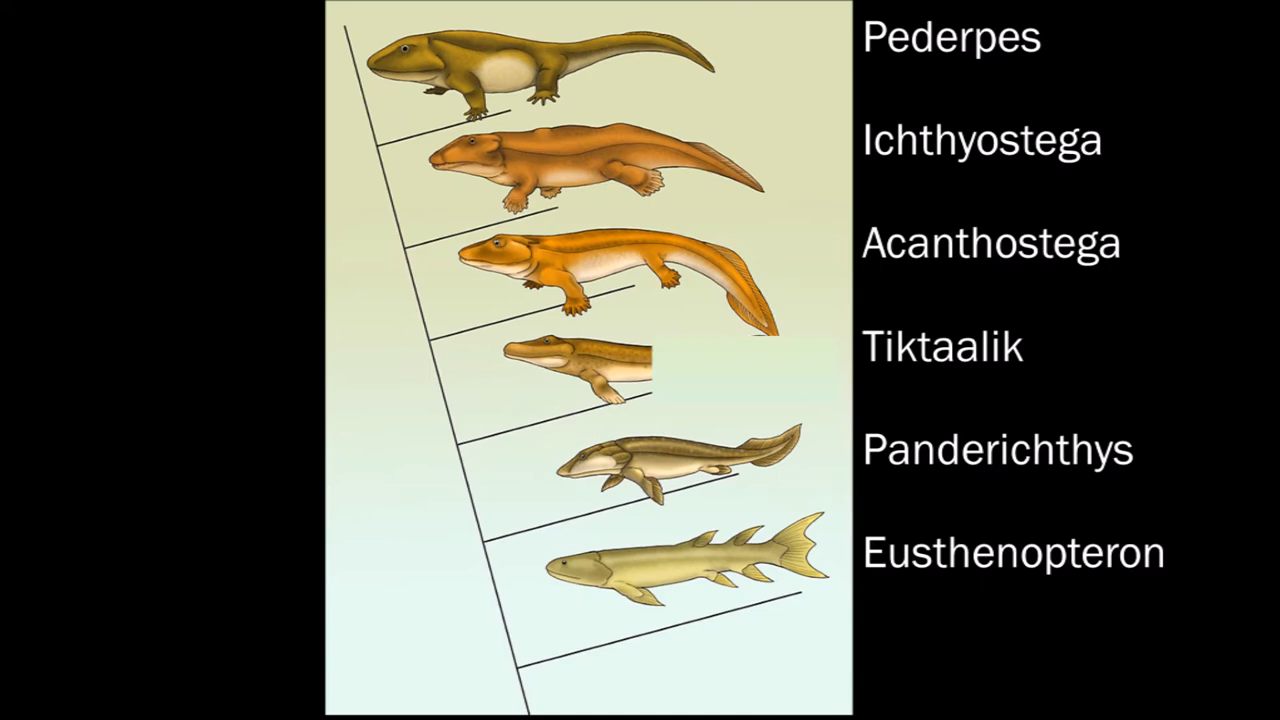 Pederpes
Ichthyostega
Acanthostega
Tiktaalik
Panderichthys
Eusthenopteron